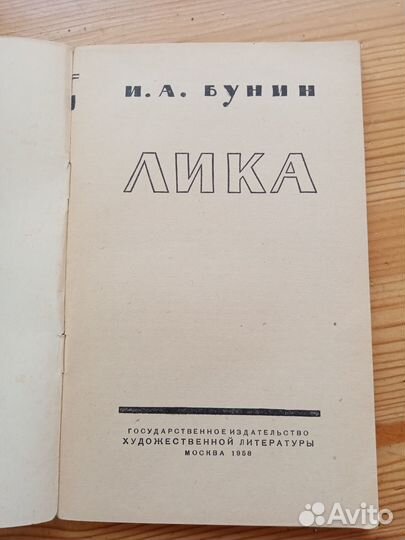 И. А. БУНИН
ЛИКА
ГОСУДАРСТВЕННОЕ ИЗДАТЕЛЬСТВО
ХУДОЖЕСТВЕННОЙ ЛИТЕРАТУРЫ
МОСКВА 1958
Avito